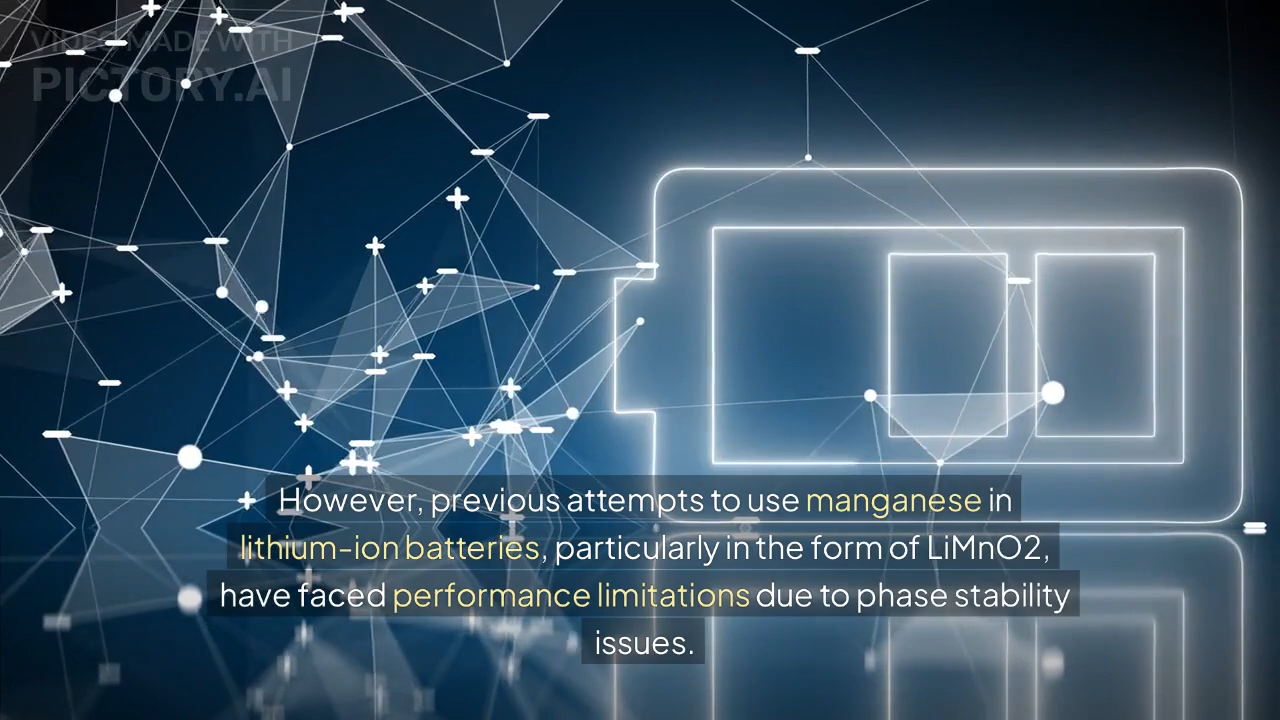 VIDEO MADE WITH
PICTORY.AI
However, previous attempts to use manganese in
lithium-ion batteries, particularly in the form of LiMnO2,
have faced performance limitations due to phase stability
issues.